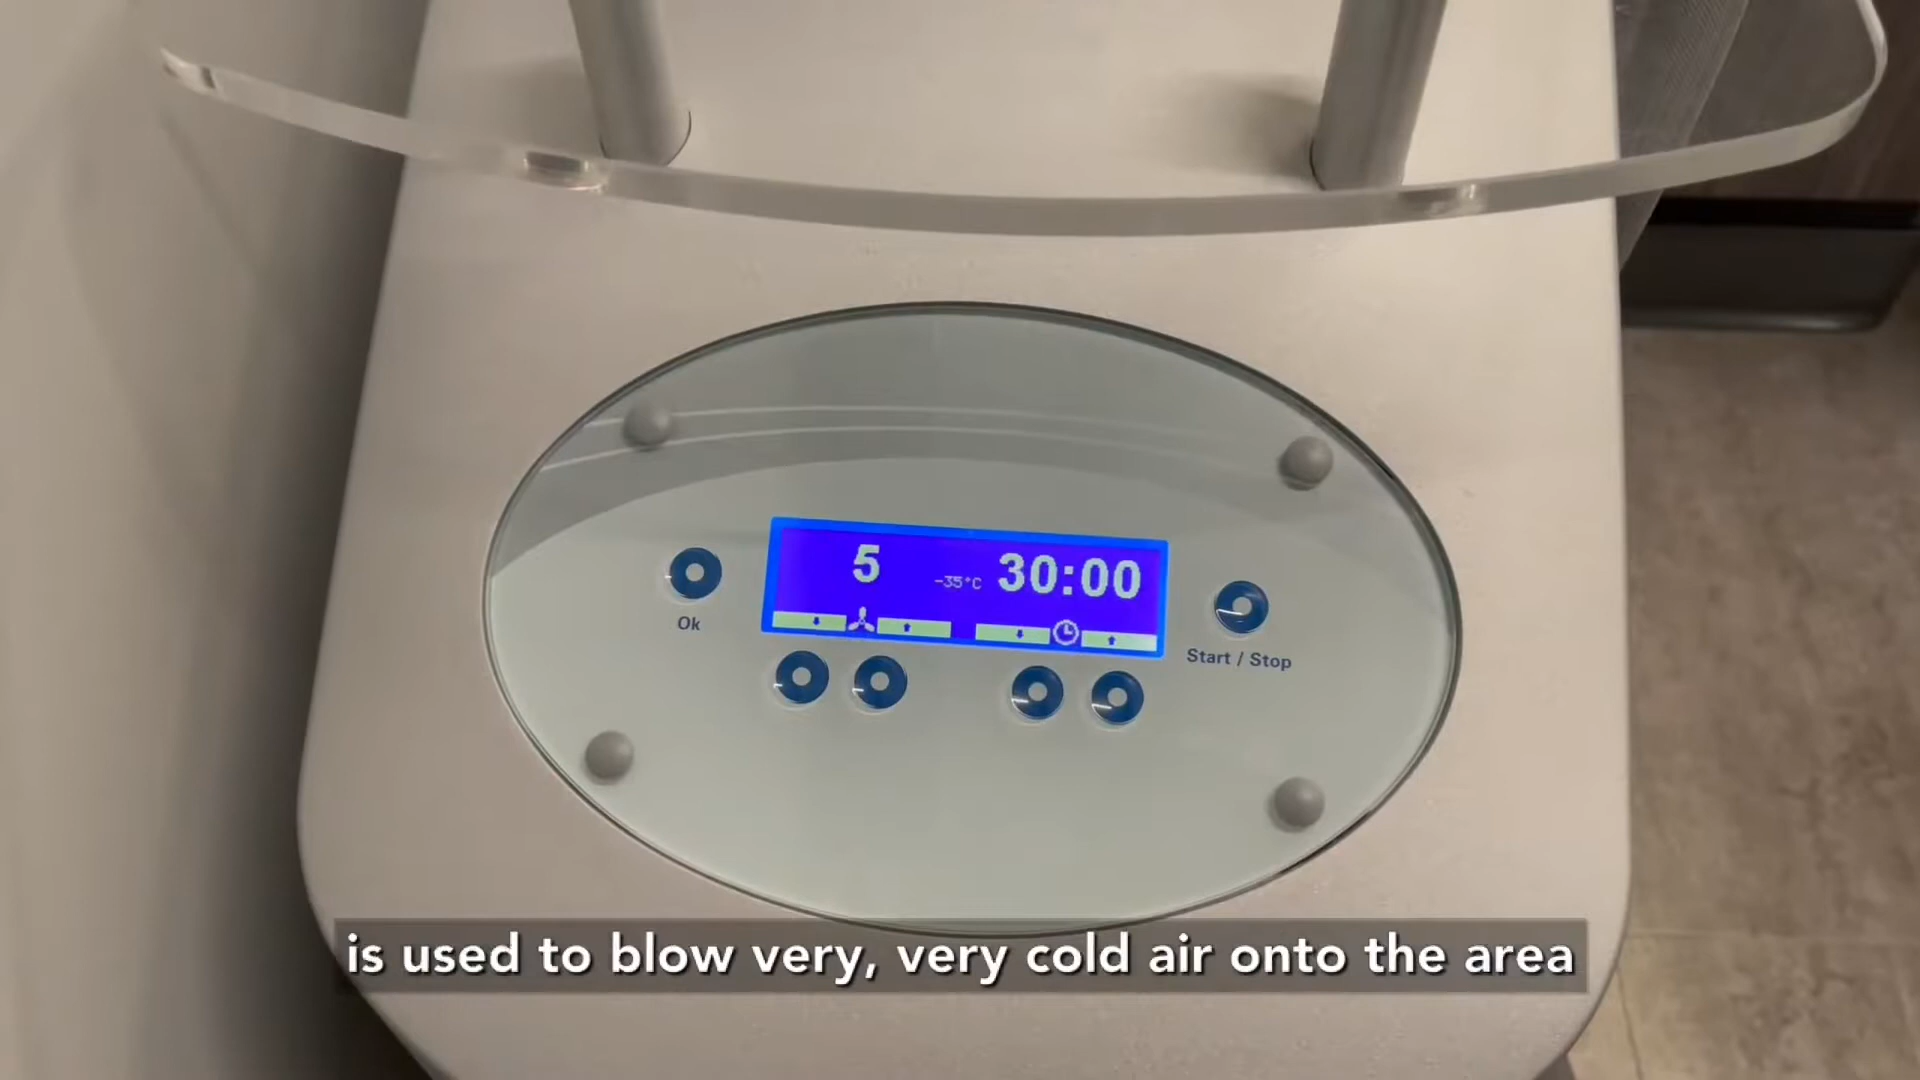 5 -35°C 30:00
Ok
Start / Stop
is used to blow very, very cold air onto the area